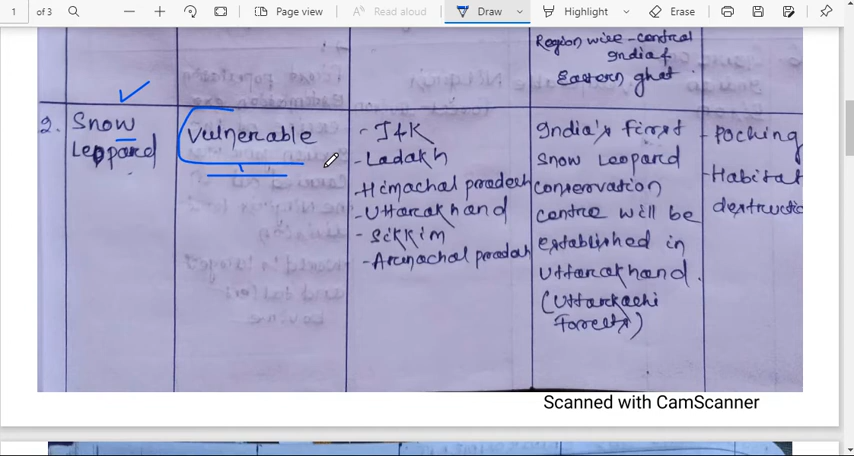 1 of 3
Page view
Read aloud
Draw
Highlight
Erase
Region wise - central
India &
Eastern ghat
2. Snow
Leopard
Vulnerable
- J&K
- Ladakh
- Himachal pradesh
- Uttarakhand
- Sikkim
- Arunachal pradesh
India's First
Snow Leopard
Conservation
centre will be
established in
Uttarakhand.
(Uttarkashi
Forests)
- Poching
- Habitat
destructio
Scanned with CamScanner